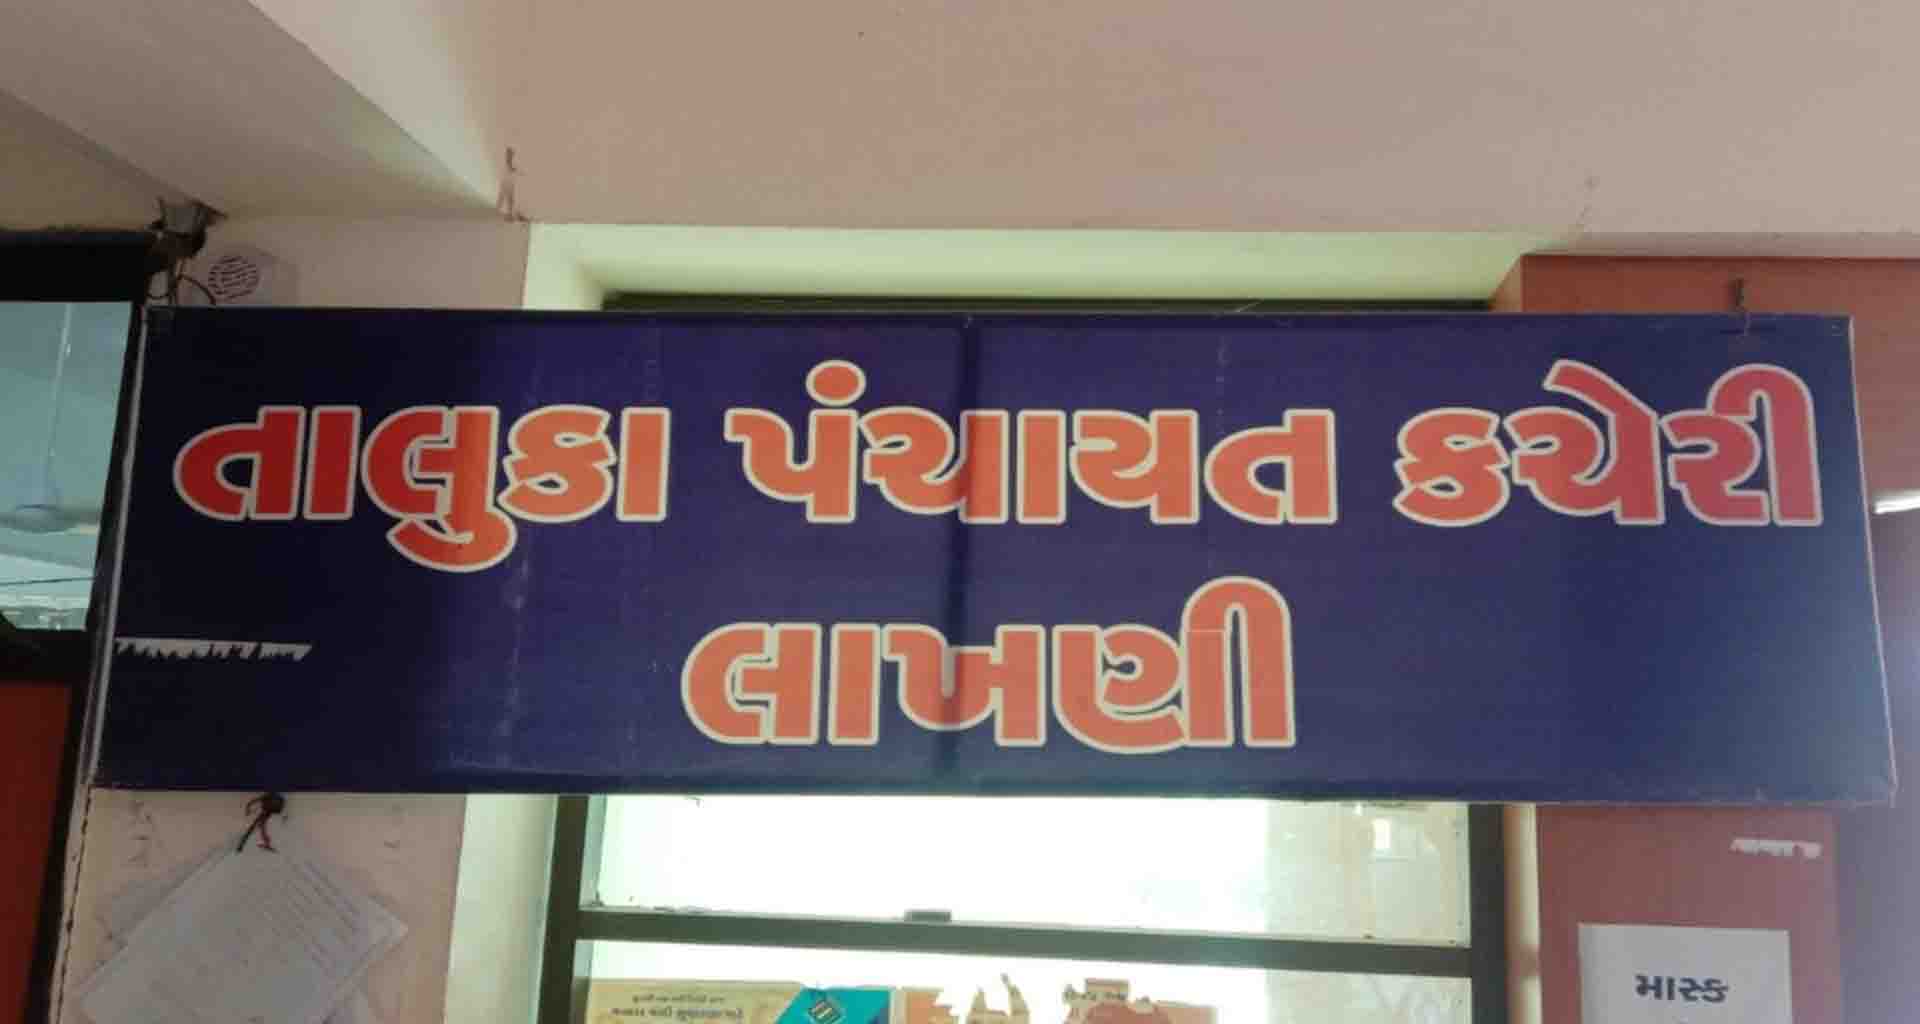 તાલુકા પંચાયત કચેરી
લાખણી
માસ્ક